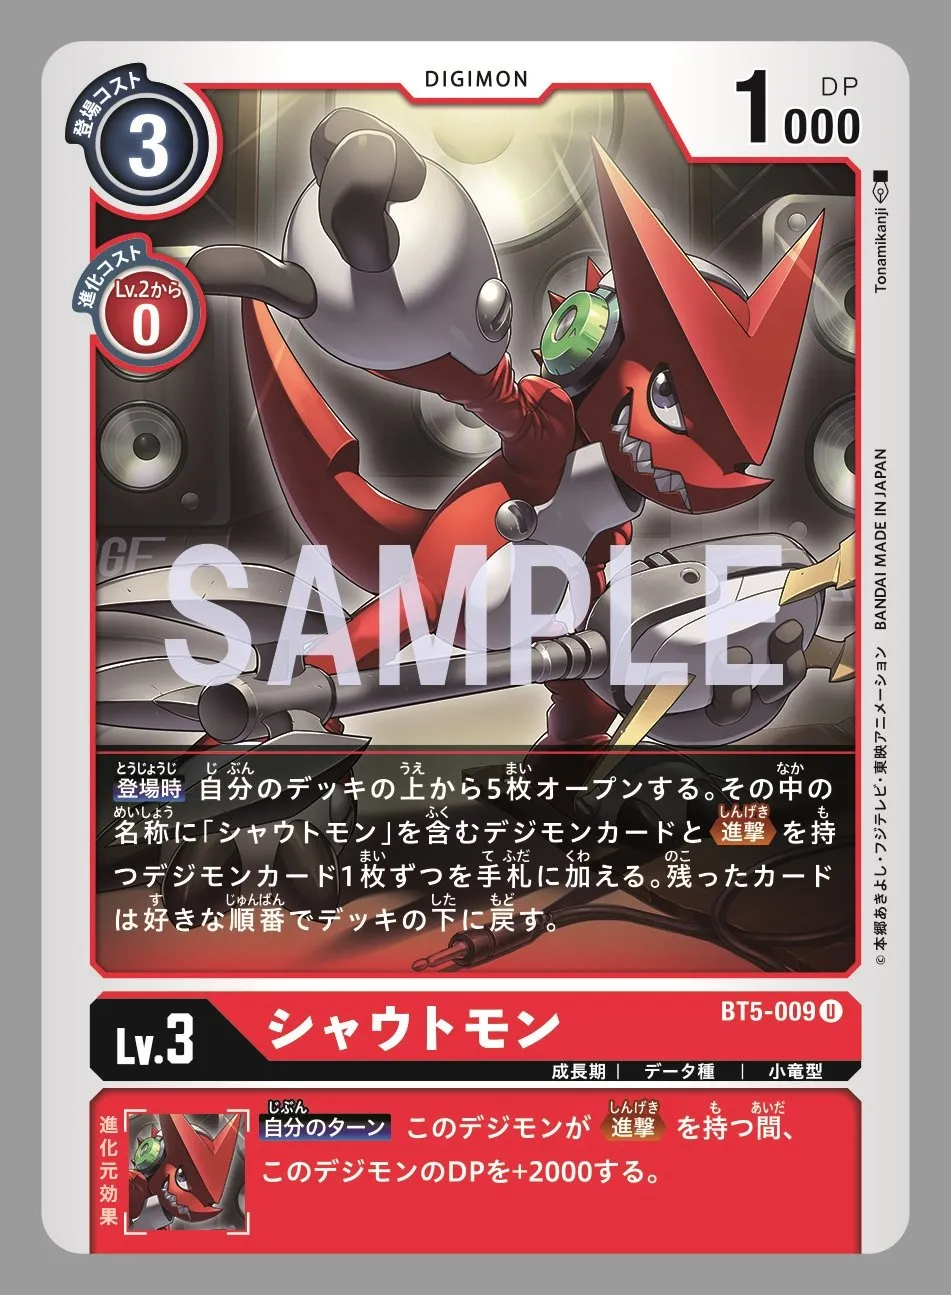 DIGIMON
登場コスト
3
DP
1000
進化コスト
Lv.2から
0
Tonamikanji
BANDAI MADE IN JAPAN
©本郷あきよし・フジテレビ・東映アニメーション
SAMPLE
登場時 自分のデッキの上から5枚オープンする。その中の
名称に「シャウトモン」を含むデジモンカードと 進撃 を持
つデジモンカード1枚ずつを手札に加える。残ったカード
は好きな順番でデッキの下に戻す。
BT5-009 U
Lv.3
シャウトモン
成長期 | データ種 | 小竜型
進化元効果
自分のターン このデジモンが 進撃 を持つ間、
このデジモンのDPを+2000する。